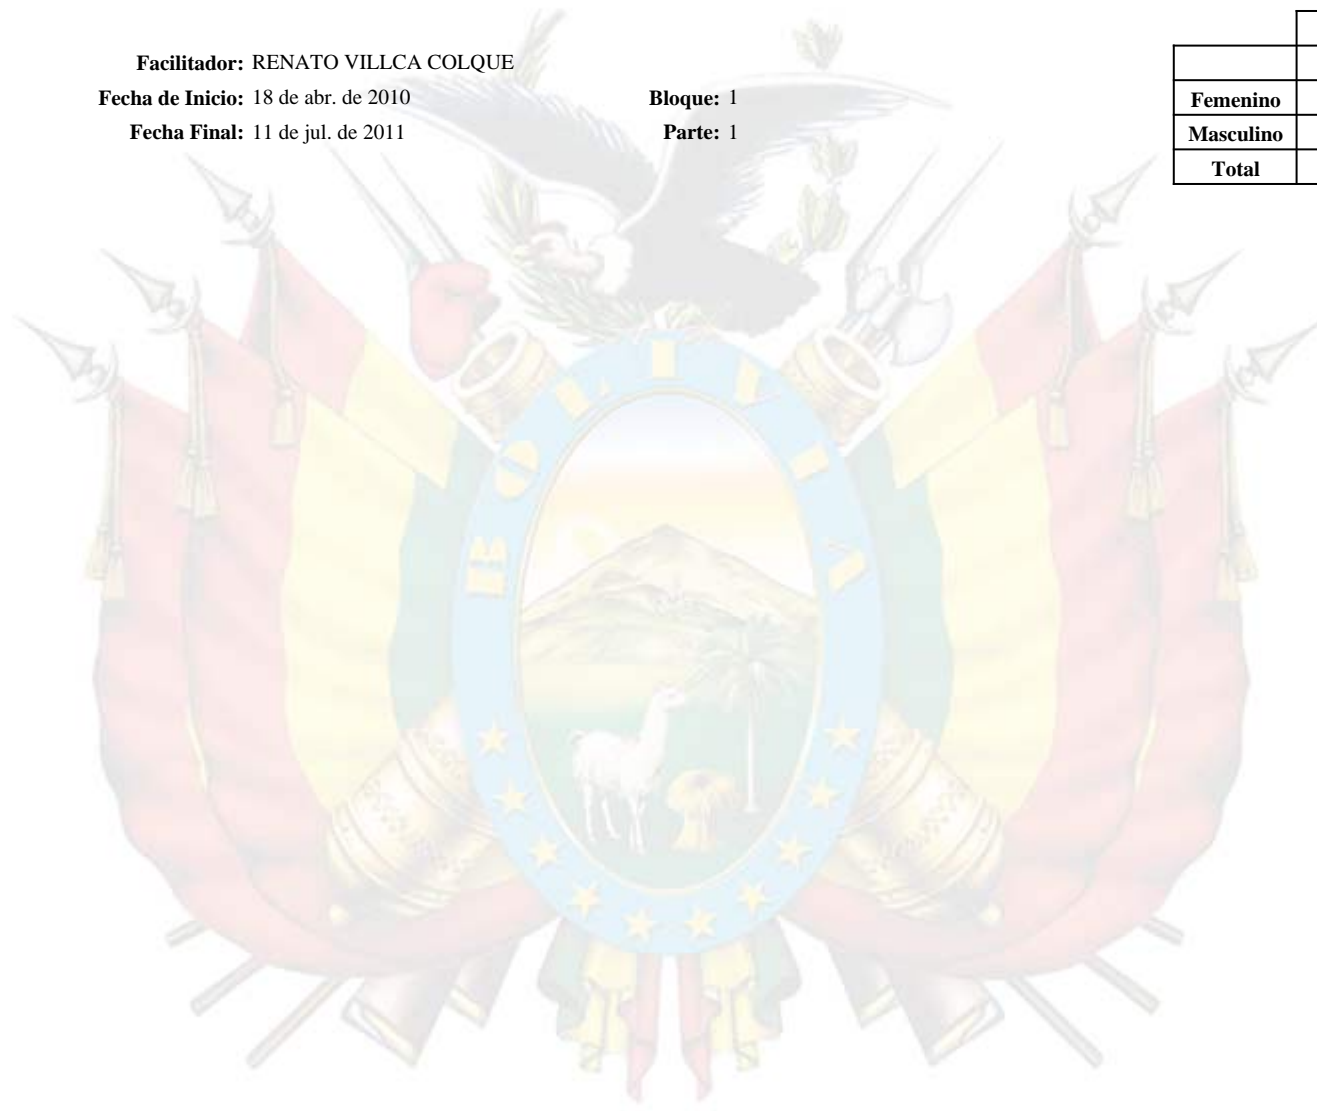 Facilitador: RENATO VILLCA COLQUE
Fecha de Inicio: 18 de abr. de 2010 Bloque: 1
Fecha Final: 11 de jul. de 2011 Parte: 1
Femenino
Masculino
Total
BOLIVIA